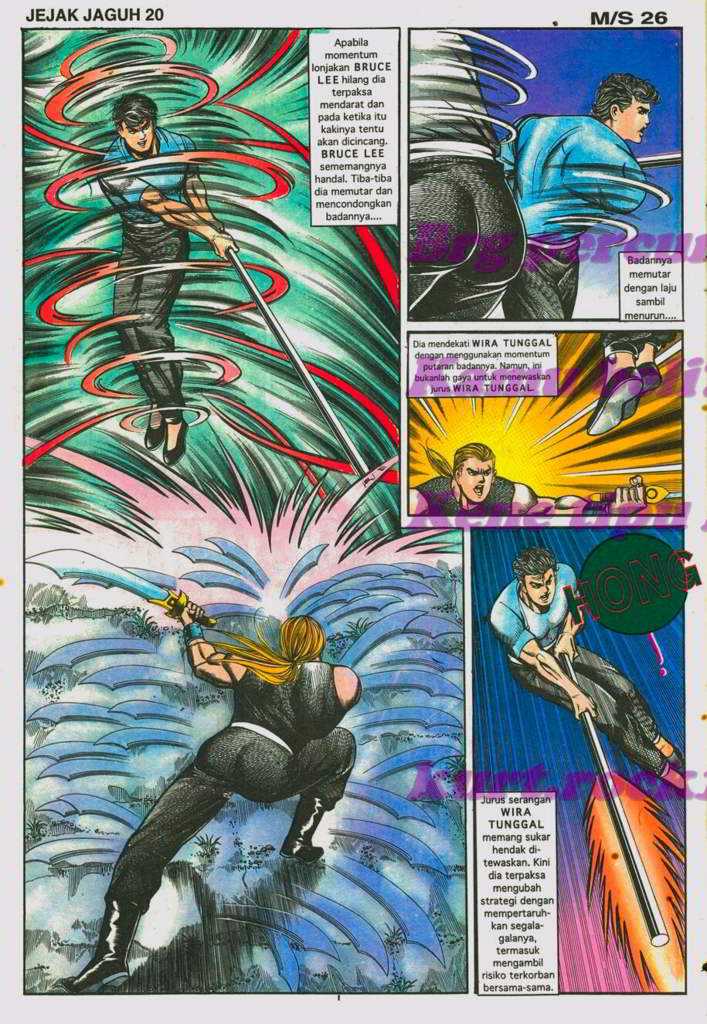 JEJAK JAGUH 20
M/S 26
Apabila
momentum
lonjakan BRUCE
LEE hilang dia
terpaksa
mendarat dan
pada ketika itu
kakinya tentu
akan dicincang.
BRUCE LEE
sememangnya
handal. Tiba-tiba
dia memutar dan
mencondongkan
badannya....
Badannya
memutar
dengan laju
sambil
menurun....
Dia mendekati WIRA TUNGGAL
dengan menggunakan momentum
putaran badannya. Namun, ini
bukanlah gaya untuk menewaskan
jurus WIRA TUNGGAL.
HONG
!
Jurus serangan
WIRA
TUNGGAL
memang sukar
hendak di-
tewaskan. Kini
dia terpaksa
mengubah
strategi dengan
mempertaruh-
kan segala-
galanya,
termasuk
mengambil
risiko terkorban
bersama-sama.
kurt rock